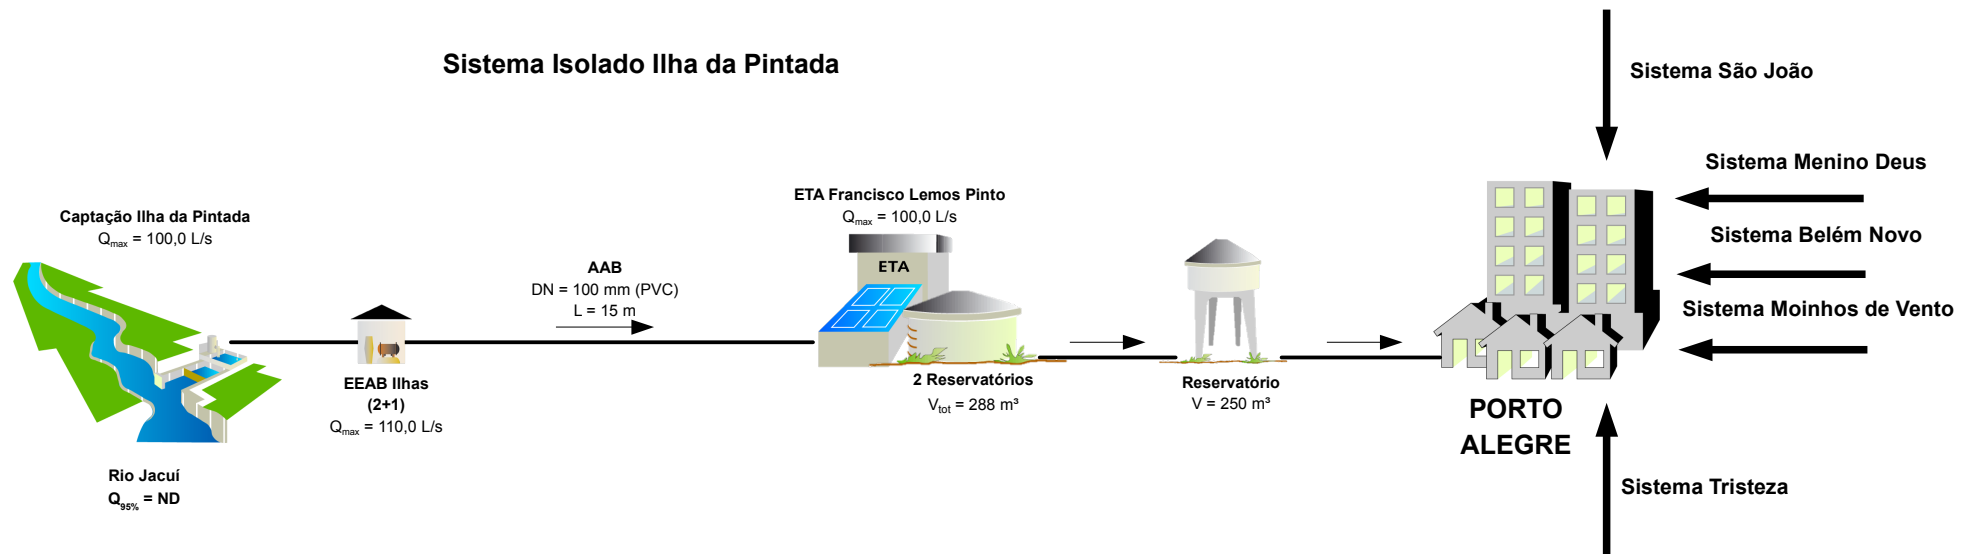 Sistema Isolado Ilha da Pintada
Captação Ilha da Pintada
Qmax = 100,0 L/s
Rio Jacuí
Q95% = ND
EEAB Ilhas
(2+1)
Qmax = 110,0 L/s
AAB
DN = 100 mm (PVC)
L = 15 m
ETA Francisco Lemos Pinto
Qmax = 100,0 L/s
ETA
2 Reservatórios
Vtot = 288 m³
Reservatório
V = 250 m³
PORTO
ALEGRE
Sistema São João
Sistema Menino Deus
Sistema Belém Novo
Sistema Moinhos de Vento
Sistema Tristeza